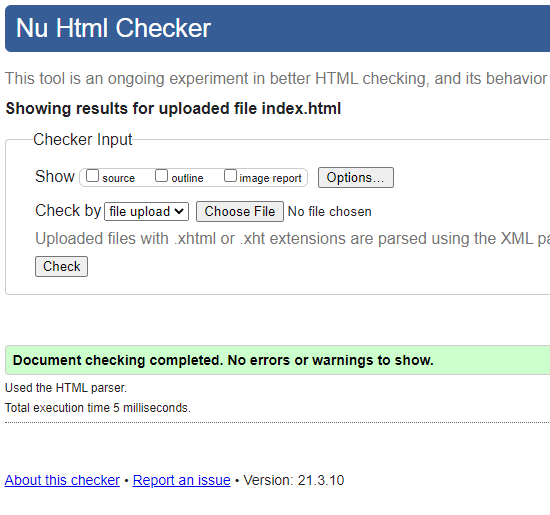 Nu Html Checker
This tool is an ongoing experiment in better HTML checking, and its behavior
Showing results for uploaded file index.html
Checker Input
Show source outline image report Options...
Check by file upload Choose File No file chosen
Uploaded files with .xhtml or .xht extensions are parsed using the XML pa
Check
Document checking completed. No errors or warnings to show.
Used the HTML parser.
Total execution time 5 milliseconds.
About this checker • Report an issue • Version: 21.3.10